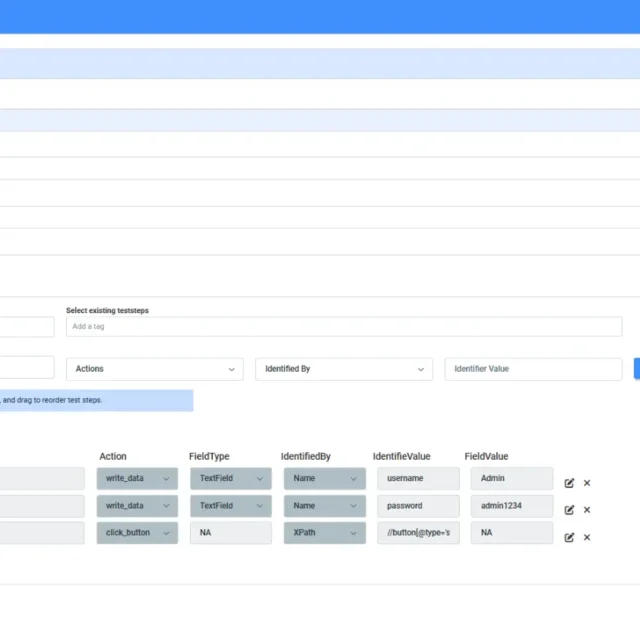 Select existing teststeps
Add a tag
Actions Identified By Identifier Value
, and drag to reorder test steps.
Action FieldType IdentifiedBy IdentifieValue FieldValue
write_data TextField Name username Admin
write_data TextField Name password admin1234
click_button NA XPath //button[@type='s NA